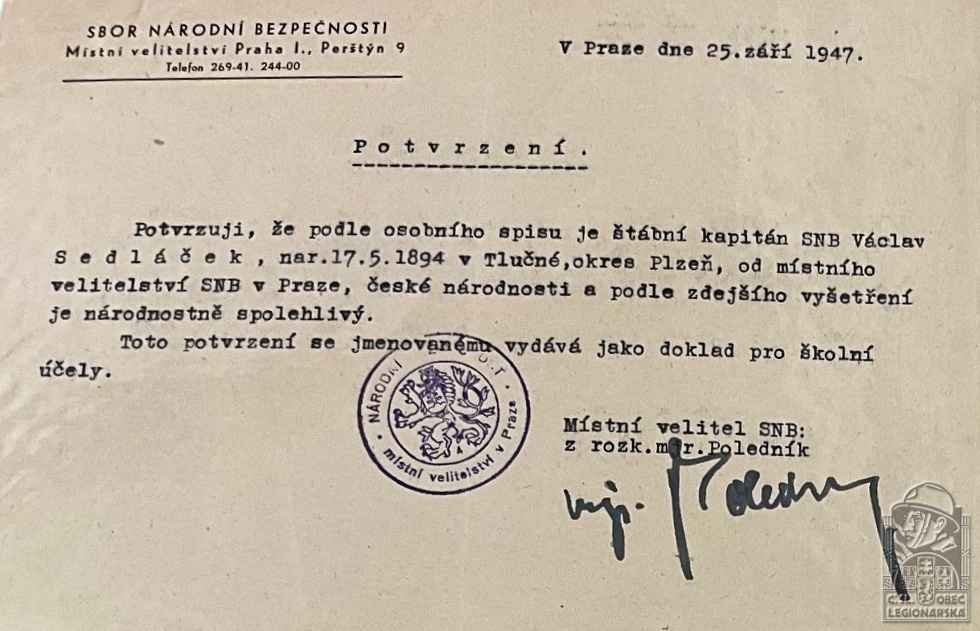 SBOR NÁRODNÍ BEZPEČNOSTI
Místní velitelství Praha I., Perštýn 9
Telefon 269-41. 244-00
V Praze dne 25.září 1947.
Potvrzení.
Potvrzuji, že podle osobního spisu je štábní kapitán SNB Václav
Sedláček, nar.17.5.1894 v Tlučné,okres Plzeň, od místního
velitelství SNB v Praze, české národnosti a podle zdejšího vyšetření
je národnostně spolehlivý.
Toto potvrzení se jmenovanému vydává jako doklad pro školní
účely.
NÁRODNÍ
místní velitelství v Praze
Místní velitel SNB:
z rozk.mjr.Poledník
mjr.
Č.S. OBEC
LEGIONÁŘSKÁ